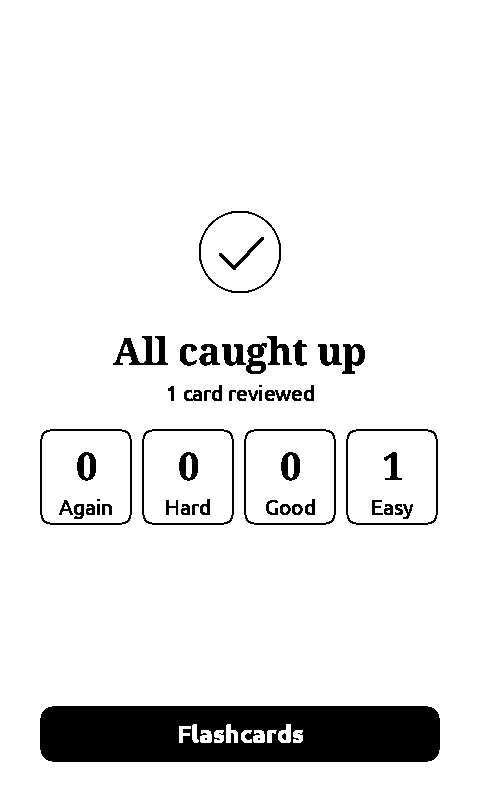 All caught up
1 card reviewed
0 0 0 1
Again Hard Good Easy
Flashcards